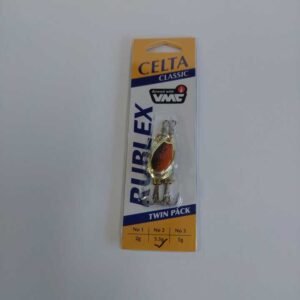 CELTA
CLASSIC
Armed with
VMC
RUBLEX
TWIN PACK
No 1 No 2 No 3
2g 3.5g 5g